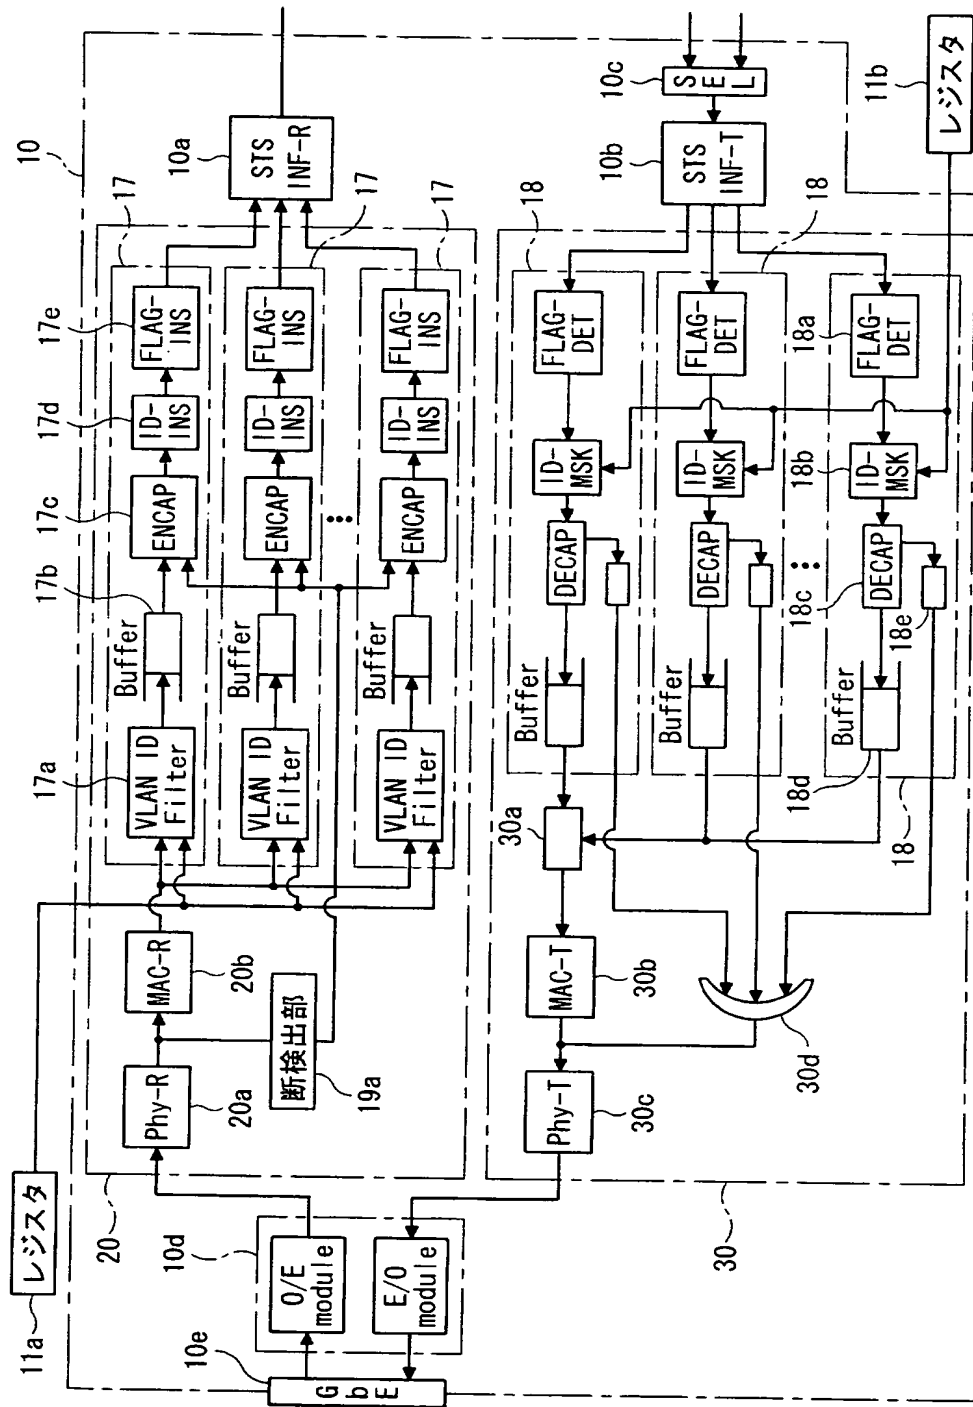 10
11a
レジスタ
20
10e
GbE
10d
O/E
module
E/O
module
Phy-R
20a
MAC-R
20b
断検出部
19a
17a
VLAN ID
Filter
Buffer
17b
ENCAP
17c
ID-
INS
17d
FLAG-
INS
17e
17
VLAN ID
Filter
Buffer
ENCAP
ID-
INS
FLAG-
INS
17
VLAN ID
Filter
Buffer
ENCAP
ID-
INS
FLAG-
INS
17
STS
INF-R
10a
SEL
10c
STS
INF-T
10b
11b
レジスタ
18
FLAG-
DET
ID-
MSK
DECAP
Buffer
18
FLAG-
DET
ID-
MSK
DECAP
Buffer
18a
FLAG-
DET
18b
ID-
MSK
18c
DECAP
18e
Buffer
18d
18
30a
MAC-T
30b
Phy-T
30c
30d
30